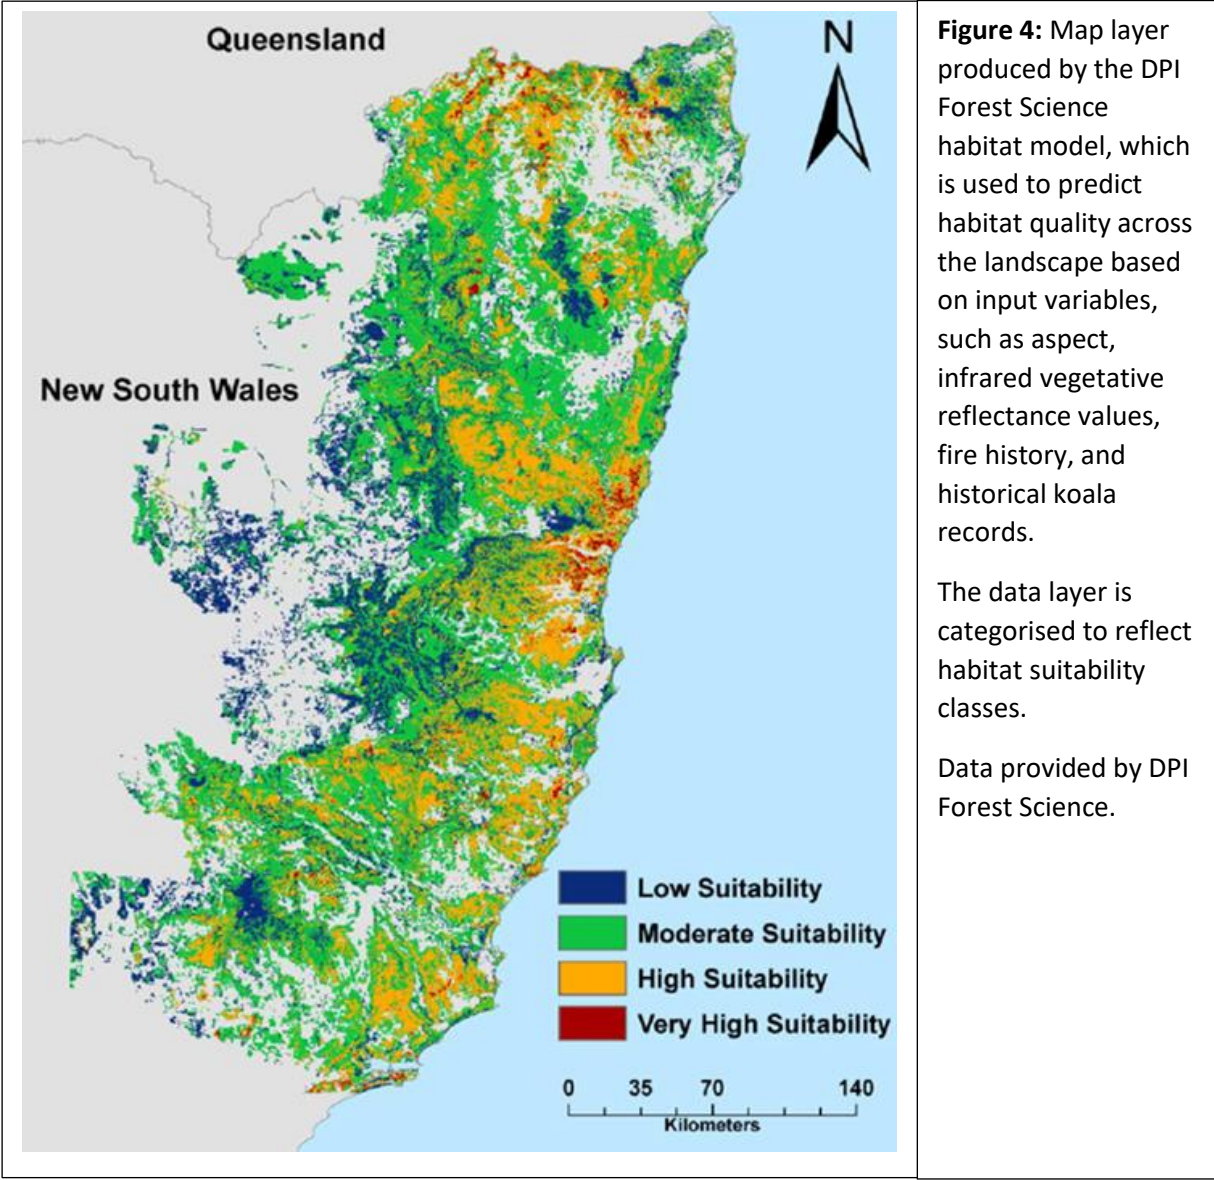 Queensland
N
New South Wales
Low Suitability
Moderate Suitability
High Suitability
Very High Suitability
0 35 70 140
Kilometers
Figure 4: Map layer
produced by the DPI
Forest Science
habitat model, which
is used to predict
habitat quality across
the landscape based
on input variables,
such as aspect,
infrared vegetative
reflectance values,
fire history, and
historical koala
records.
The data layer is
categorised to reflect
habitat suitability
classes.
Data provided by DPI
Forest Science.